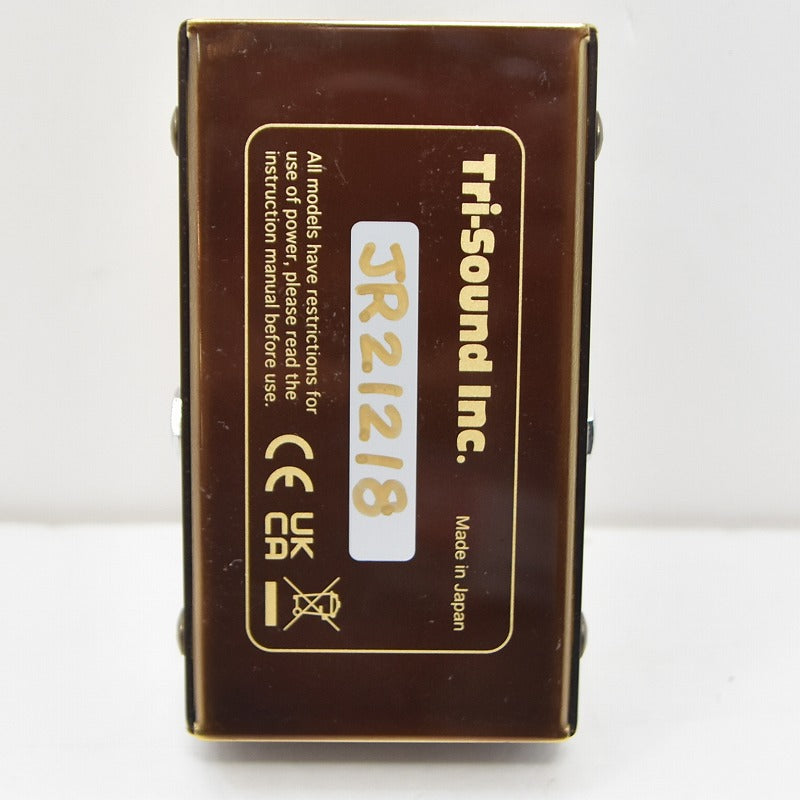 Tri-Sound Inc.
Made in Japan
JR21218
All models have restrictions for
use of power, please read the
instruction manual before use.
CE
UK
CA